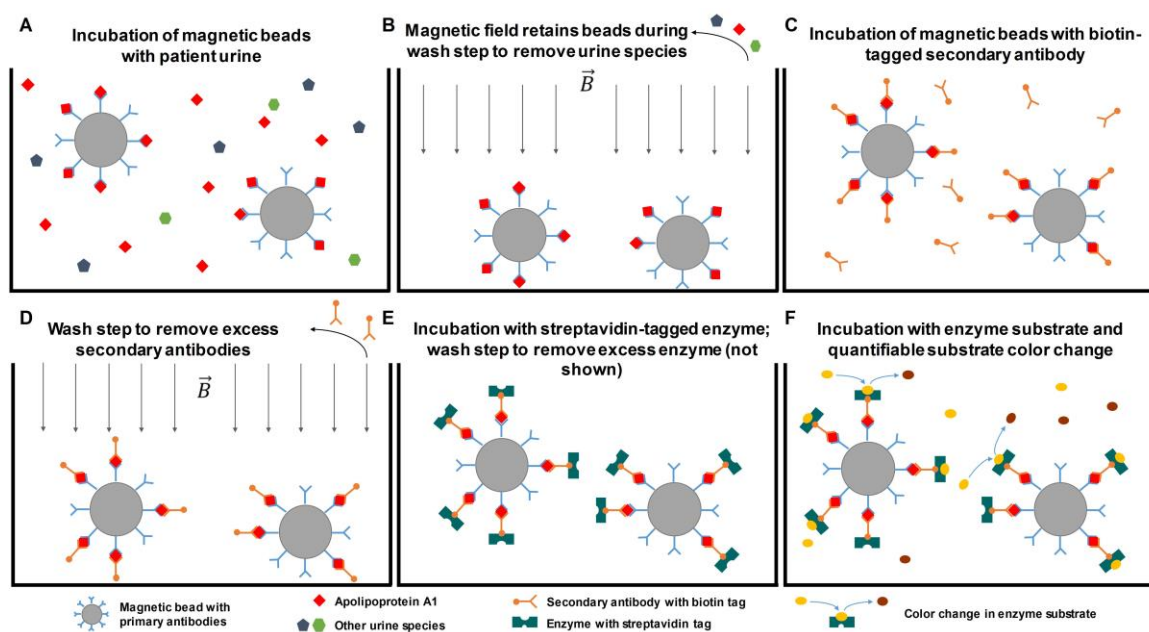 A
Incubation of magnetic beads
with patient urine
B
Magnetic field retains beads during
wash step to remove urine species
B
C
Incubation of magnetic beads with biotin-
tagged secondary antibody
D
Wash step to remove excess
secondary antibodies
B
E
Incubation with streptavidin-tagged enzyme;
wash step to remove excess enzyme (not
shown)
F
Incubation with enzyme substrate and
quantifiable substrate color change
Magnetic bead with
primary antibodies
Apolipoprotein A1
Other urine species
Secondary antibody with biotin tag
Enzyme with streptavidin tag
Color change in enzyme substrate